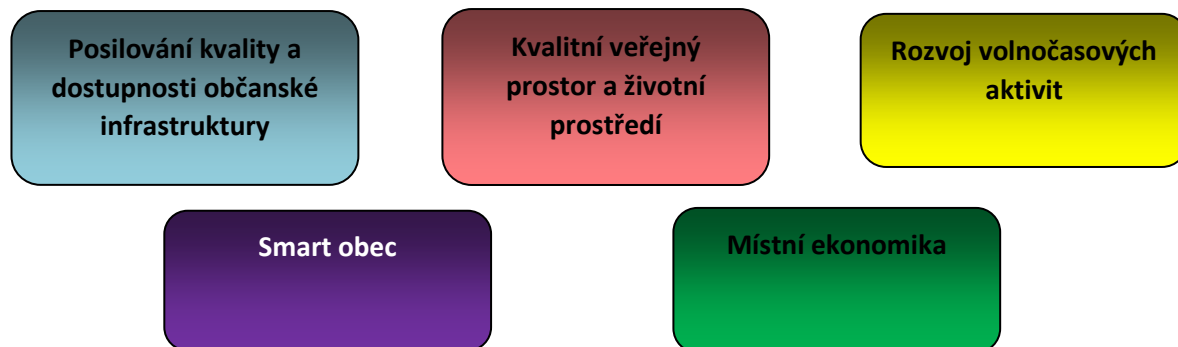 Posilování kvality a
dostupnosti občanské
infrastruktury
Kvalitní veřejný
prostor a životní
prostředí
Rozvoj volnočasových
aktivit
Smart obec
Místní ekonomika